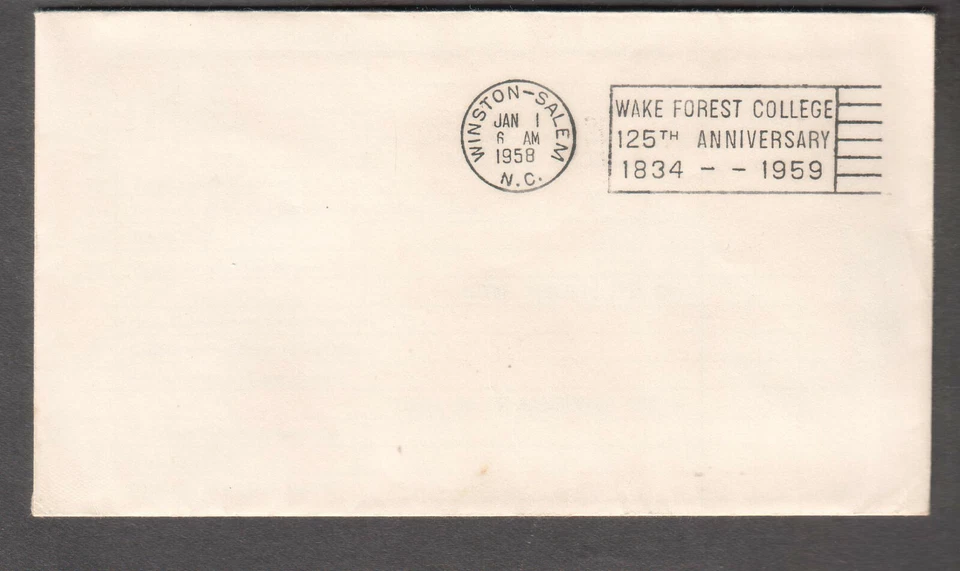 WINSTON-SALEM
JAN 1
6 AM
1958
N.C.
WAKE FOREST COLLEGE
125TH ANNIVERSARY
1834 - - 1959